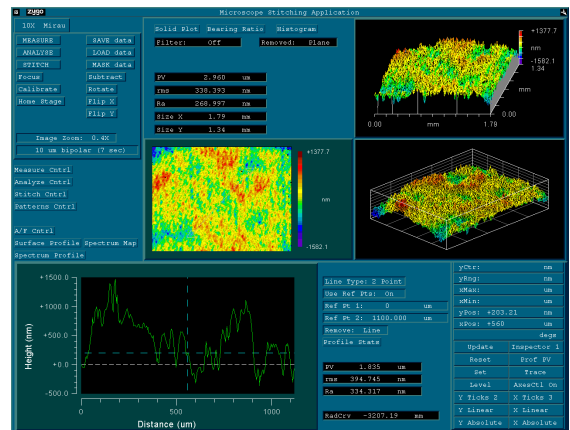 zygo
Microscope Stitching Application
10X Mirau
MEASURE SAVE data
ANALYSE LOAD data
STITCH MASK data
Focus Subtract
Calibrate Rotate
Home Stage Flip X
Flip Y
Image Zoom: 0.4X
10 um bipolar (7 sec)
Measure Cntrl
Analyze Cntrl
Stitch Cntrl
Patterns Cntrl
A/F Cntrl
Surface Profile Spectrum Map
Spectrum Profile
Solid Plot Bearing Ratio Histogram
Filter: Off Removed: Plane
PV 2.960 um
rms 338.393 nm
Ra 268.997 nm
Size X 1.79 mm
Size Y 1.34 mm
+1377.7
nm
-1582.1
1.34
mm
0.00
0.00 mm 1.78
+1377.7
nm
-1582.1
+1500.0
+1000.0
+500.0
+0.0
-500.0
Height (nm)
0 500 1000
Distance (um)
Line Type: 2 Point
Use Ref Pts: On
Ref Pt 1: 0 um
Ref Pt 2: 1100.000 um
Remove: Line
Profile Stats
PV 1.835 um
rms 394.745 nm
Ra 334.317 nm
RadCrv -3207.19 mm
yCtr: nm
yRng: nm
xMax: um
xMin: um
yPos: +203.21 nm
xPos: +560 um
degs
Update Inspector 1
Reset Prof PV
Set Trace
Level AxesCtl On
Y Ticks 2 X Ticks 3
Y Linear X Linear
Y Absolute X Absolute